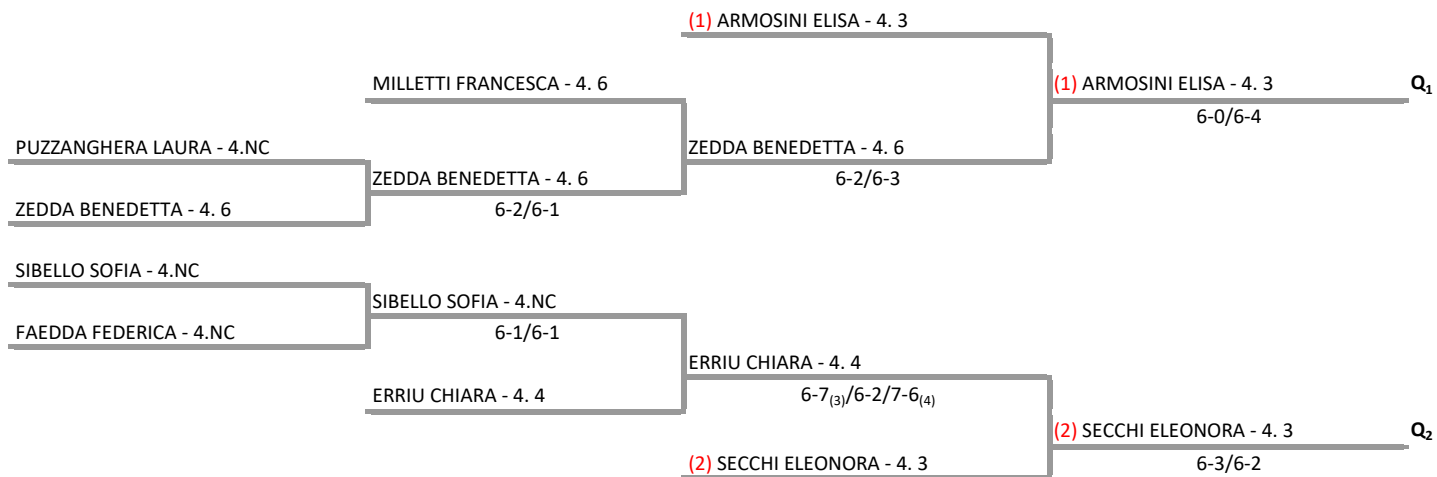 (1) ARMOSINI ELISA - 4. 3
MILLETTI FRANCESCA - 4. 6
(1) ARMOSINI ELISA - 4. 3
Q1
6-0/6-4
PUZZANGHERA LAURA - 4.NC
ZEDDA BENEDETTA - 4. 6
ZEDDA BENEDETTA - 4. 6
6-2/6-3
ZEDDA BENEDETTA - 4. 6
6-2/6-1
SIBELLO SOFIA - 4.NC
SIBELLO SOFIA - 4.NC
FAEDDA FEDERICA - 4.NC
6-1/6-1
ERRIU CHIARA - 4. 4
ERRIU CHIARA - 4. 4
6-7(3)/6-2/7-6(4)
(2) SECCHI ELEONORA - 4. 3
Q2
(2) SECCHI ELEONORA - 4. 3
6-3/6-2